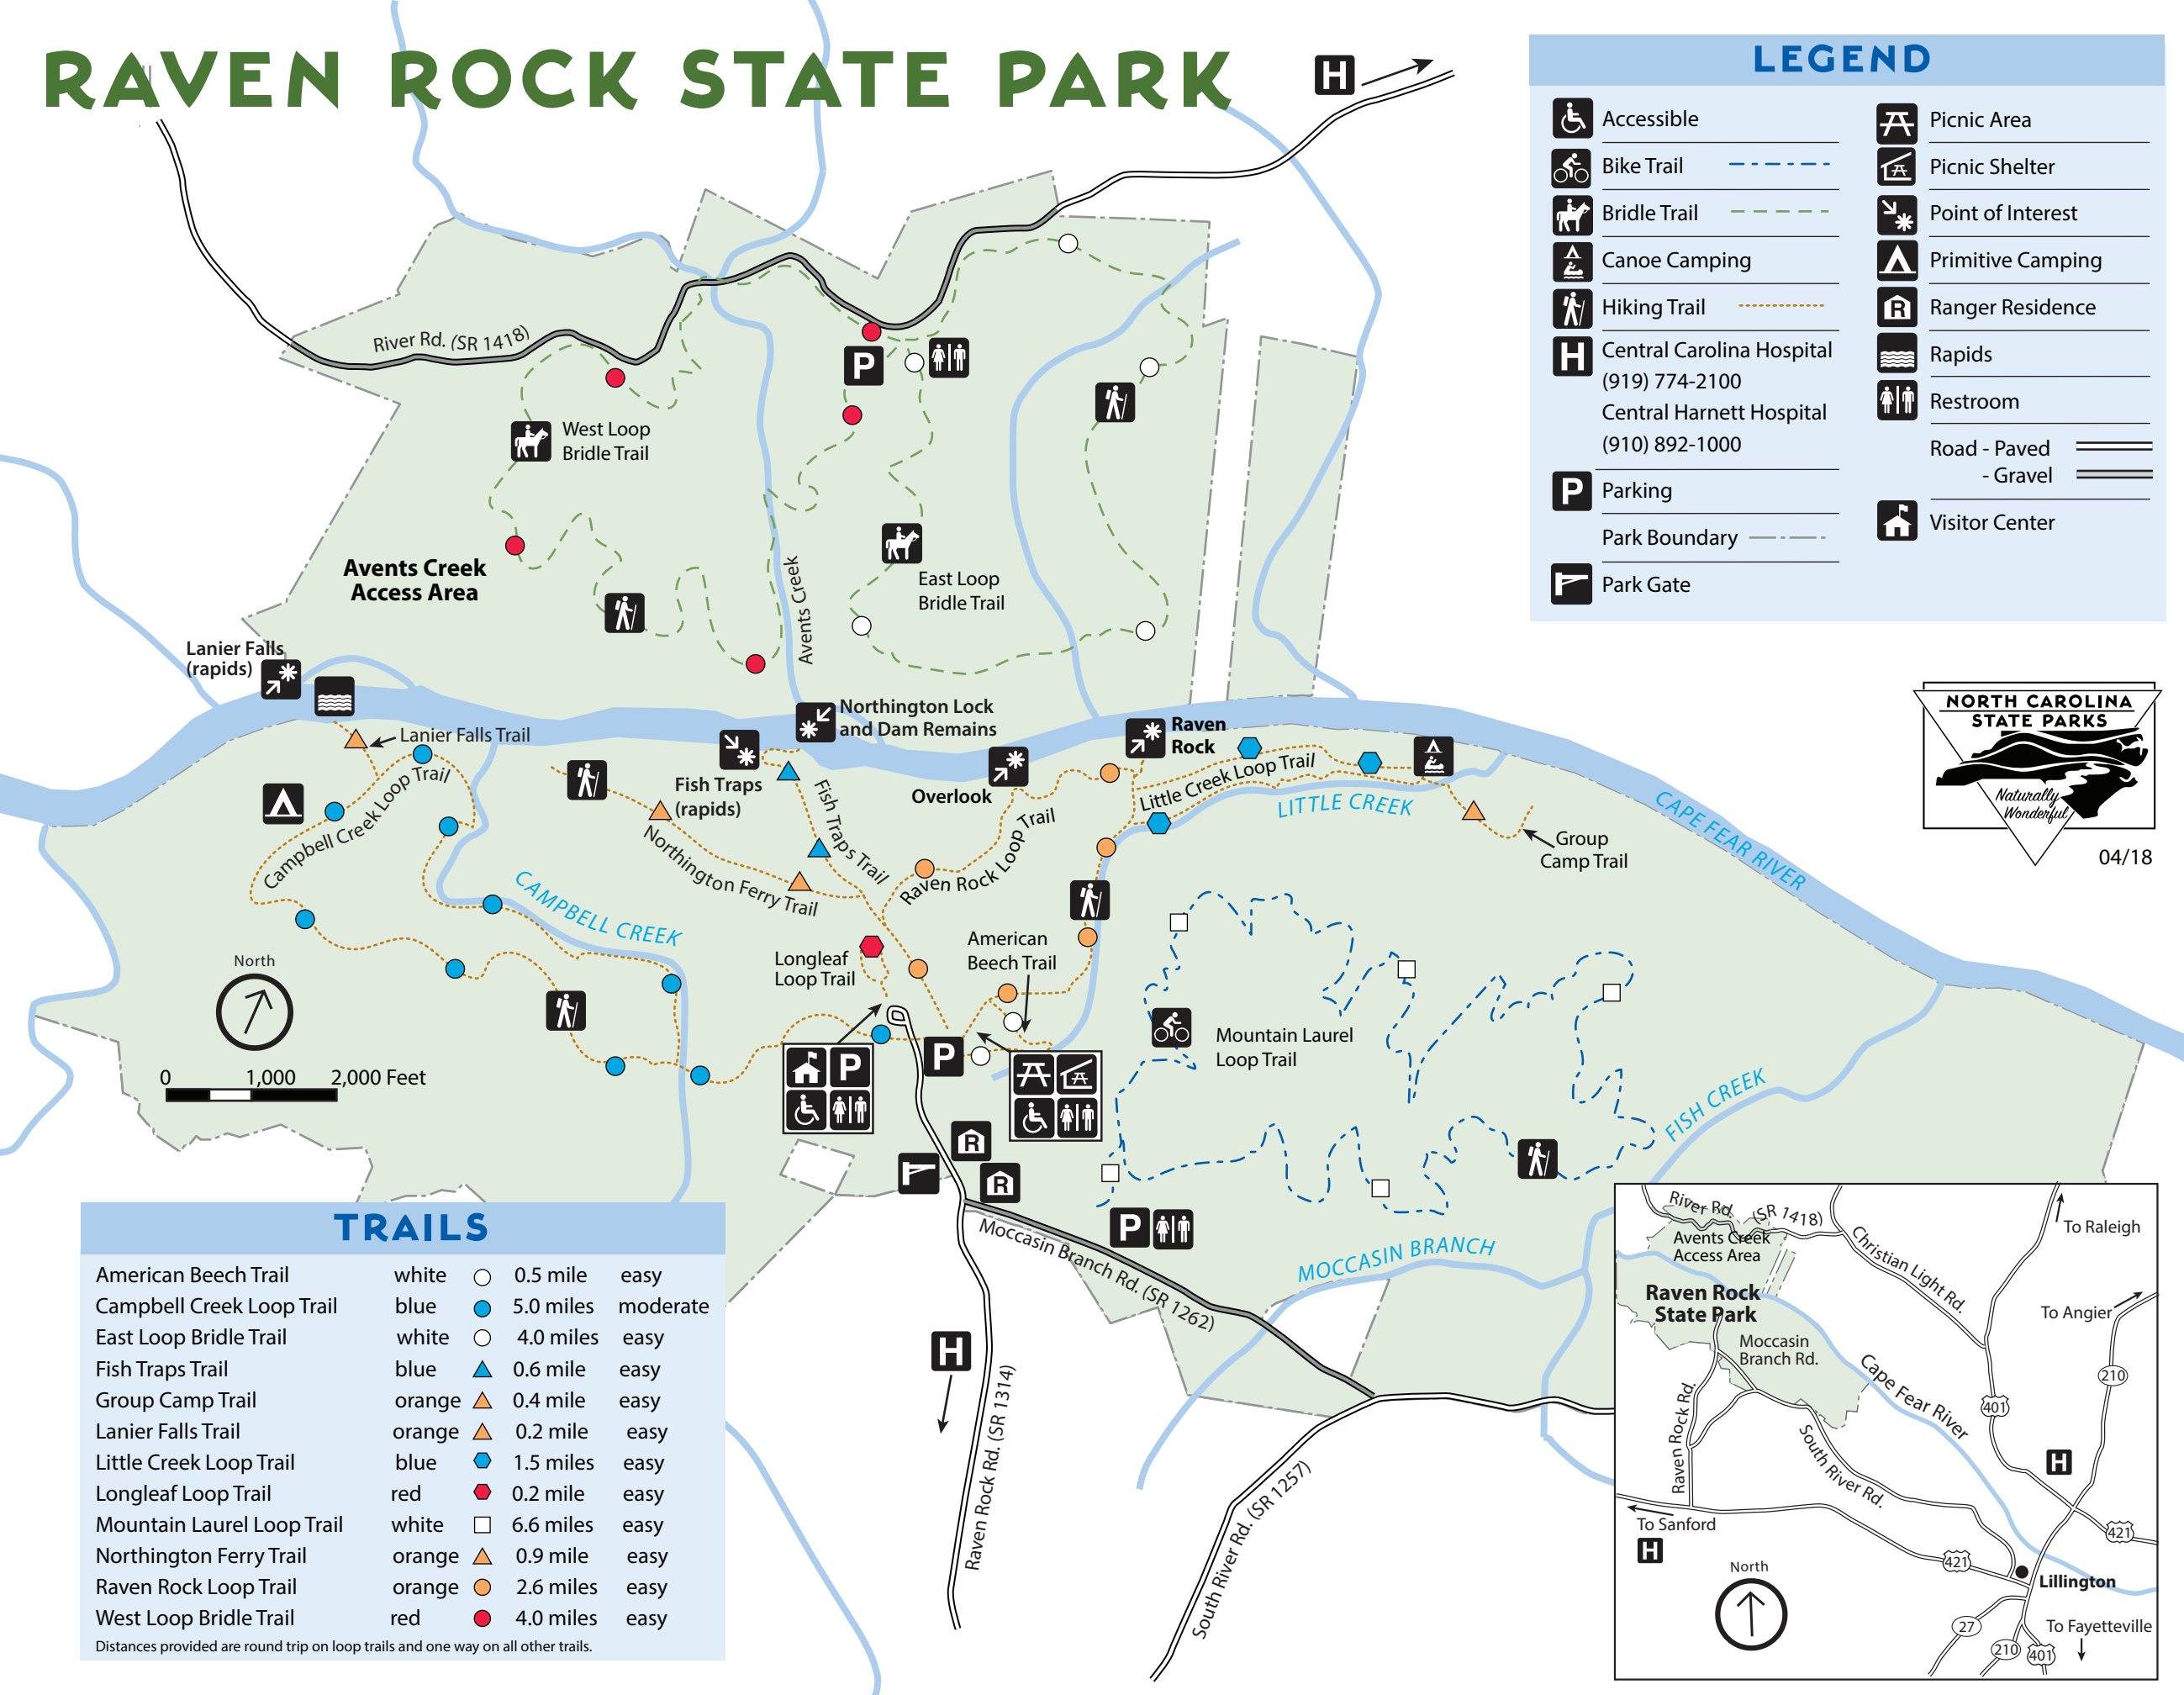 RAVEN ROCK STATE PARK
H
LEGEND
Accessible
Bike Trail
Bridle Trail
Canoe Camping
Hiking Trail
H
Central Carolina Hospital
(919) 774-2100
Central Harnett Hospital
(910) 892-1000
P
Parking
Park Boundary
Park Gate
Picnic Area
Picnic Shelter
Point of Interest
Primitive Camping
R
Ranger Residence
Rapids
Restroom
Road - Paved
- Gravel
Visitor Center
River Rd. (SR 1418)
P
West Loop
Bridle Trail
Avents Creek
Access Area
East Loop
Bridle Trail
Avents Creek
Lanier Falls
(rapids)
Lanier Falls Trail
Northington Lock
and Dam Remains
Fish Traps
(rapids)
Overlook
Raven
Rock
Little Creek Loop Trail
LITTLE CREEK
CAPE FEAR RIVER
Group
Camp Trail
Campbell Creek Loop Trail
Fish Traps Trail
Northington Ferry Trail
Raven Rock Loop Trail
CAMPBELL CREEK
Longleaf
Loop Trail
American
Beech Trail
Mountain Laurel
Loop Trail
North
0 1,000 2,000 Feet
P
P
R
R
P
FISH CREEK
MOCCASIN BRANCH
Moccasin Branch Rd. (SR 1262)
H
Raven Rock Rd. (SR 1314)
South River Rd. (SR 1257)
NORTH CAROLINA
STATE PARKS
Naturally
Wonderful
04/18
TRAILS
American Beech Trail white 0.5 mile easy
Campbell Creek Loop Trail blue 5.0 miles moderate
East Loop Bridle Trail white 4.0 miles easy
Fish Traps Trail blue 0.6 mile easy
Group Camp Trail orange 0.4 mile easy
Lanier Falls Trail orange 0.2 mile easy
Little Creek Loop Trail blue 1.5 miles easy
Longleaf Loop Trail red 0.2 mile easy
Mountain Laurel Loop Trail white 6.6 miles easy
Northington Ferry Trail orange 0.9 mile easy
Raven Rock Loop Trail orange 2.6 miles easy
West Loop Bridle Trail red 4.0 miles easy
Distances provided are round trip on loop trails and one way on all other trails.
River Rd. (SR 1418)
Avents Creek
Access Area
Raven Rock
State Park
Moccasin
Branch Rd.
Christian Light Rd.
To Raleigh
To Angier
210
401
Cape Fear River
Raven Rock Rd.
South River Rd.
H
421
To Sanford
H
421
North
Lillington
27
210
401
To Fayetteville